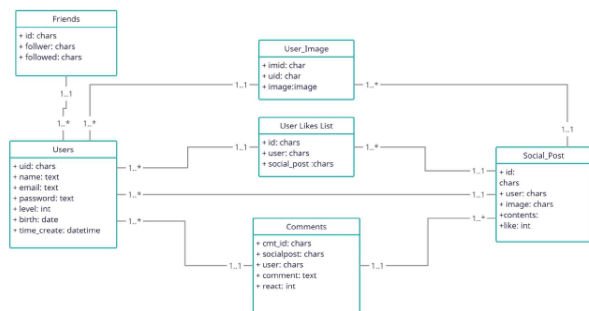 Friends
+ id: chars
+ follwer: chars
+ followed: chars
User_Image
+ imid: char
+ uid: char
+ image:image
1..1
1..1
1..*
1..*
1..*
1..1
User Likes List
+ id: chars
+ user: chars
+ social_post :chars
1..1
1..*
Users
+ uid: chars
+ name: text
+ email: text
+ password: text
+ level: int
+ birth: date
+ time_create: datetime
1..*
1..*
1..*
Social_Post
+ id:
chars
+ user: chars
+ image: chars
+contents:
+like: int
1..1
1..1
1..*
Comments
+ cmt_id: chars
+ socialpost: chars
+ user: chars
+ comment: text
+ react: int
1..1
1..1